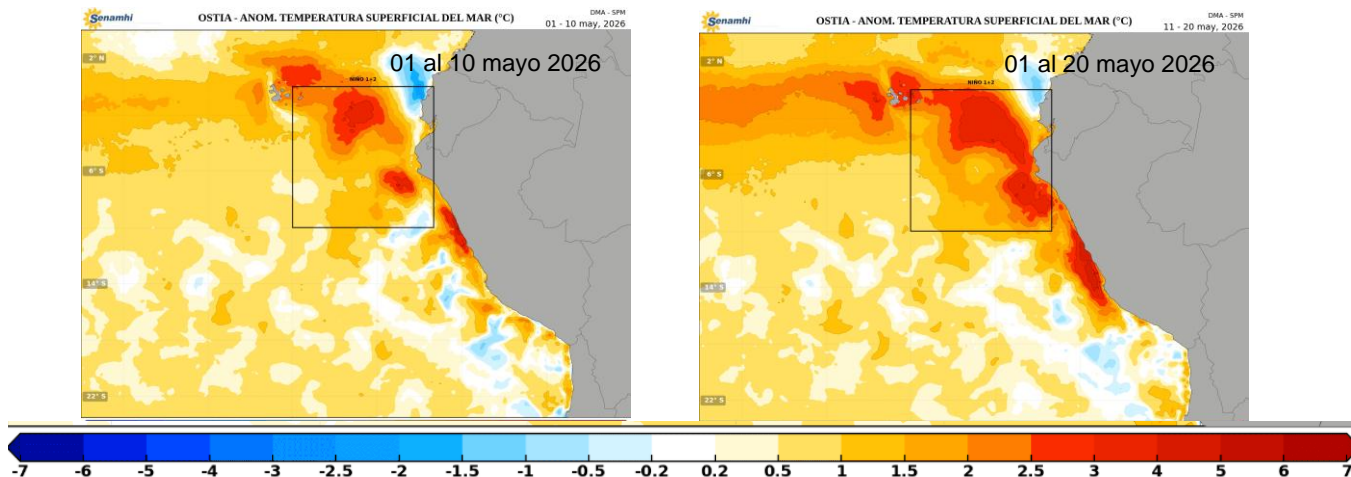 Senamhi
OSTIA - ANOM. TEMPERATURA SUPERFICIAL DEL MAR (°C)
DMA - SPM
01 - 10 may, 2026
01 al 10 mayo 2026
2° N
NIÑO 1+2
6° S
14° S
22° S
Senamhi
OSTIA - ANOM. TEMPERATURA SUPERFICIAL DEL MAR (°C)
DMA - SPM
11 - 20 may, 2026
01 al 20 mayo 2026
2° N
NIÑO 1+2
6° S
14° S
22° S
-7 -6 -5 -4 -3 -2.5 -2 -1.5 -1 -0.5 -0.2 0.2 0.5 1 1.5 2 2.5 3 4 5 6 7